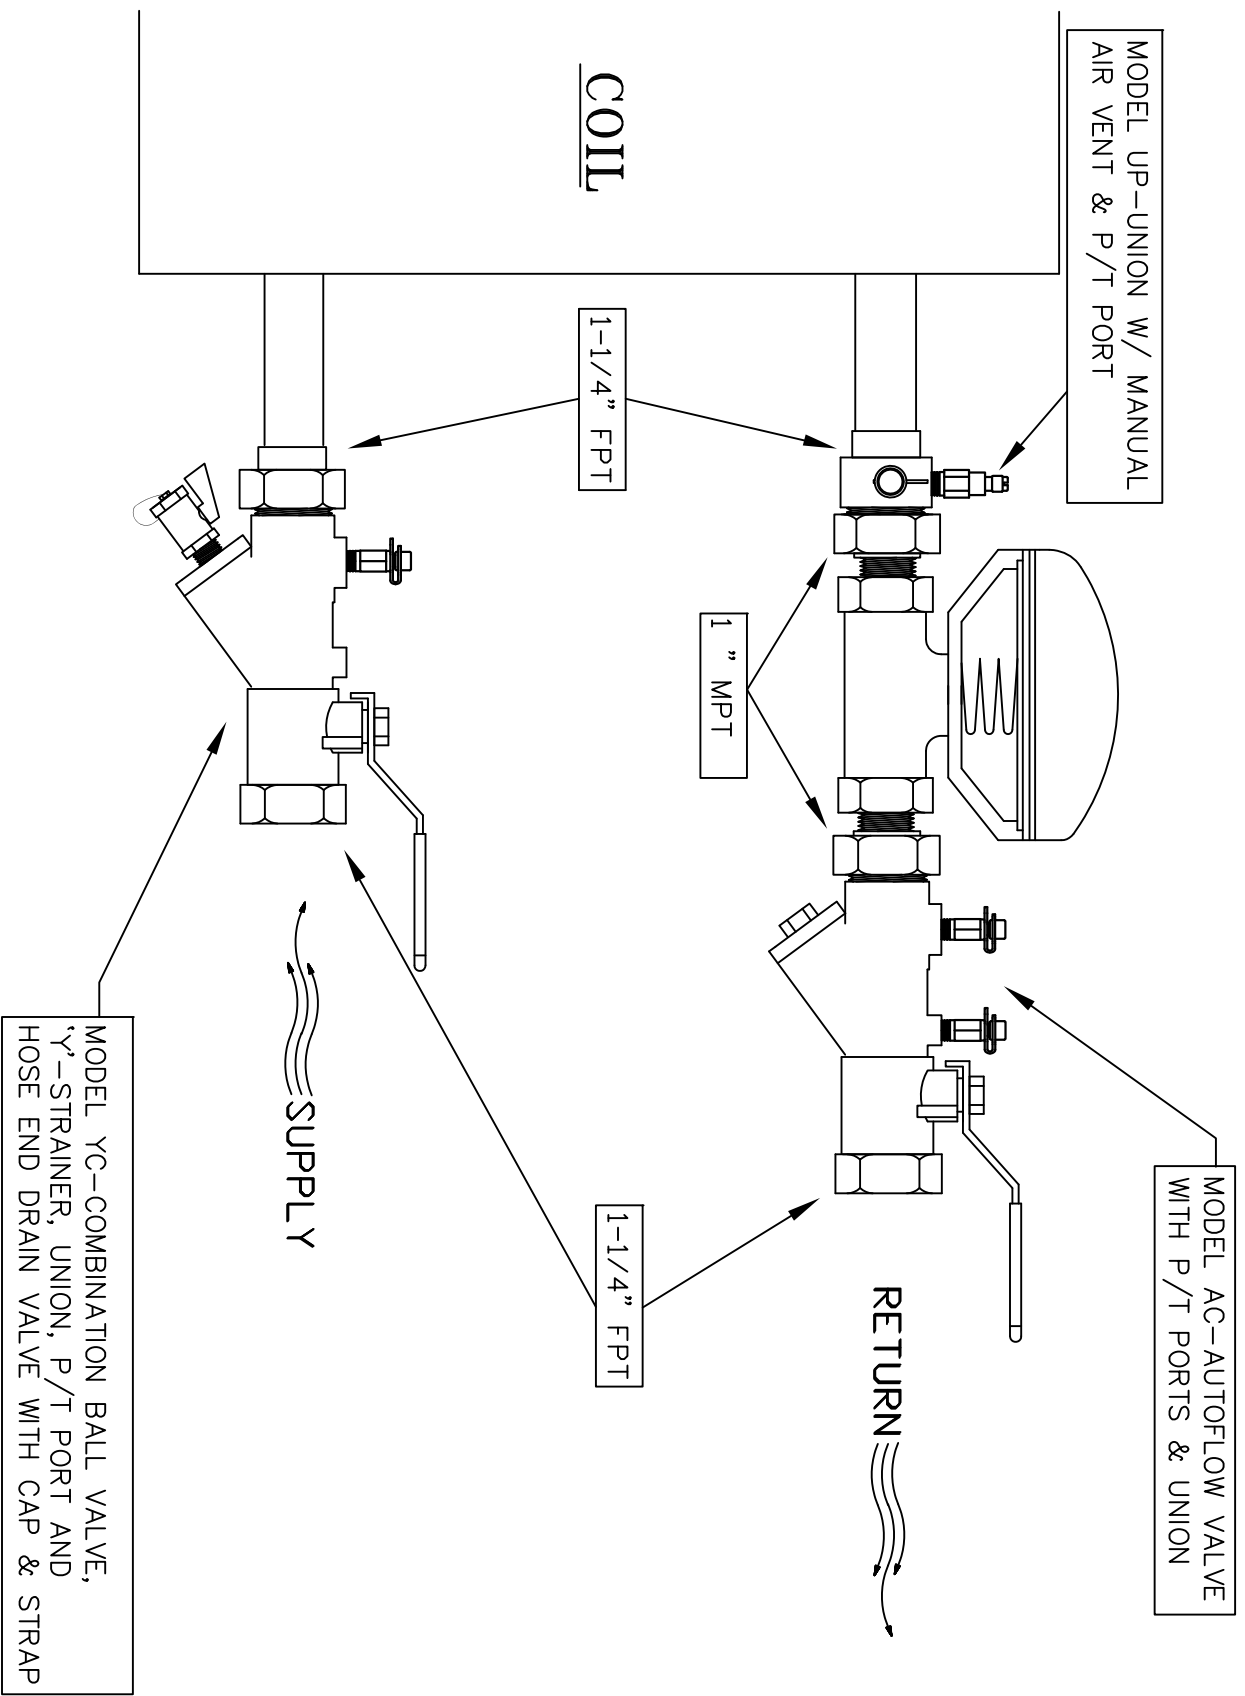 MODEL UP-UNION W/ MANUAL
AIR VENT & P/T PORT
COIL
1-1/4" FPT
1 " MPT
MODEL AC-AUTOFLOW VALVE
WITH P/T PORTS & UNION
RETURN
1-1/4" FPT
SUPPLY
MODEL YC-COMBINATION BALL VALVE,
'Y'-STRAINER, UNION, P/T PORT AND
HOSE END DRAIN VALVE WITH CAP & STRAP